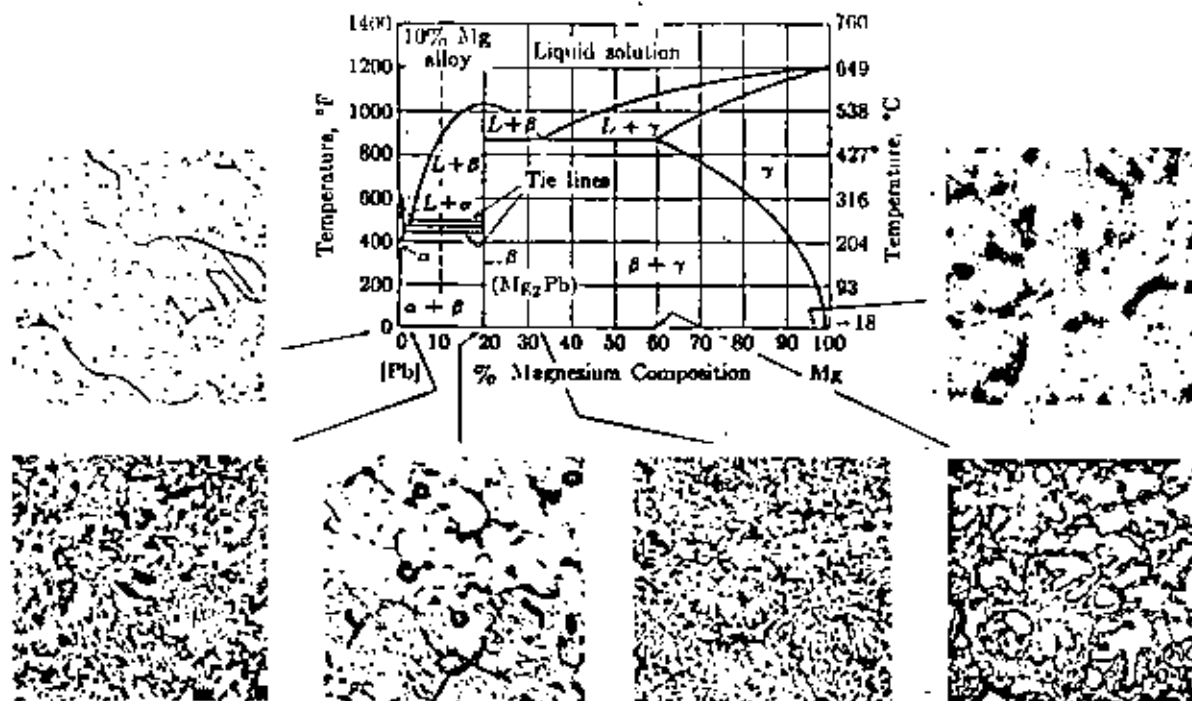 1400
10% Mg
alloy
Liquid solution
760
1200
649
1000
538
L + β
L + γ
800
427°
L + β
γ
600
Tie lines
316
L + α
400
204
α
β
β + γ
200
(Mg₂Pb)
93
α + β
0
-18
0 10 20 30 40 50 60 70 80 90 100
[Pb]
% Magnesium Composition
Mg
Temperature, °F
Temperature, °C